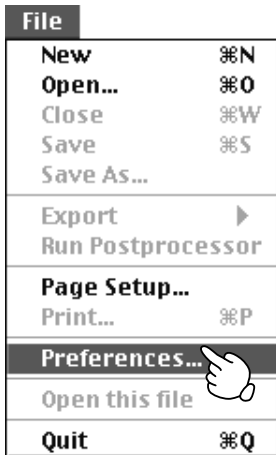 File
New ⌘N
Open... ⌘O
Close ⌘W
Save ⌘S
Save As...
Export ▶
Run Postprocessor
Page Setup...
Print... ⌘P
Preferences...
Open this file
Quit ⌘Q